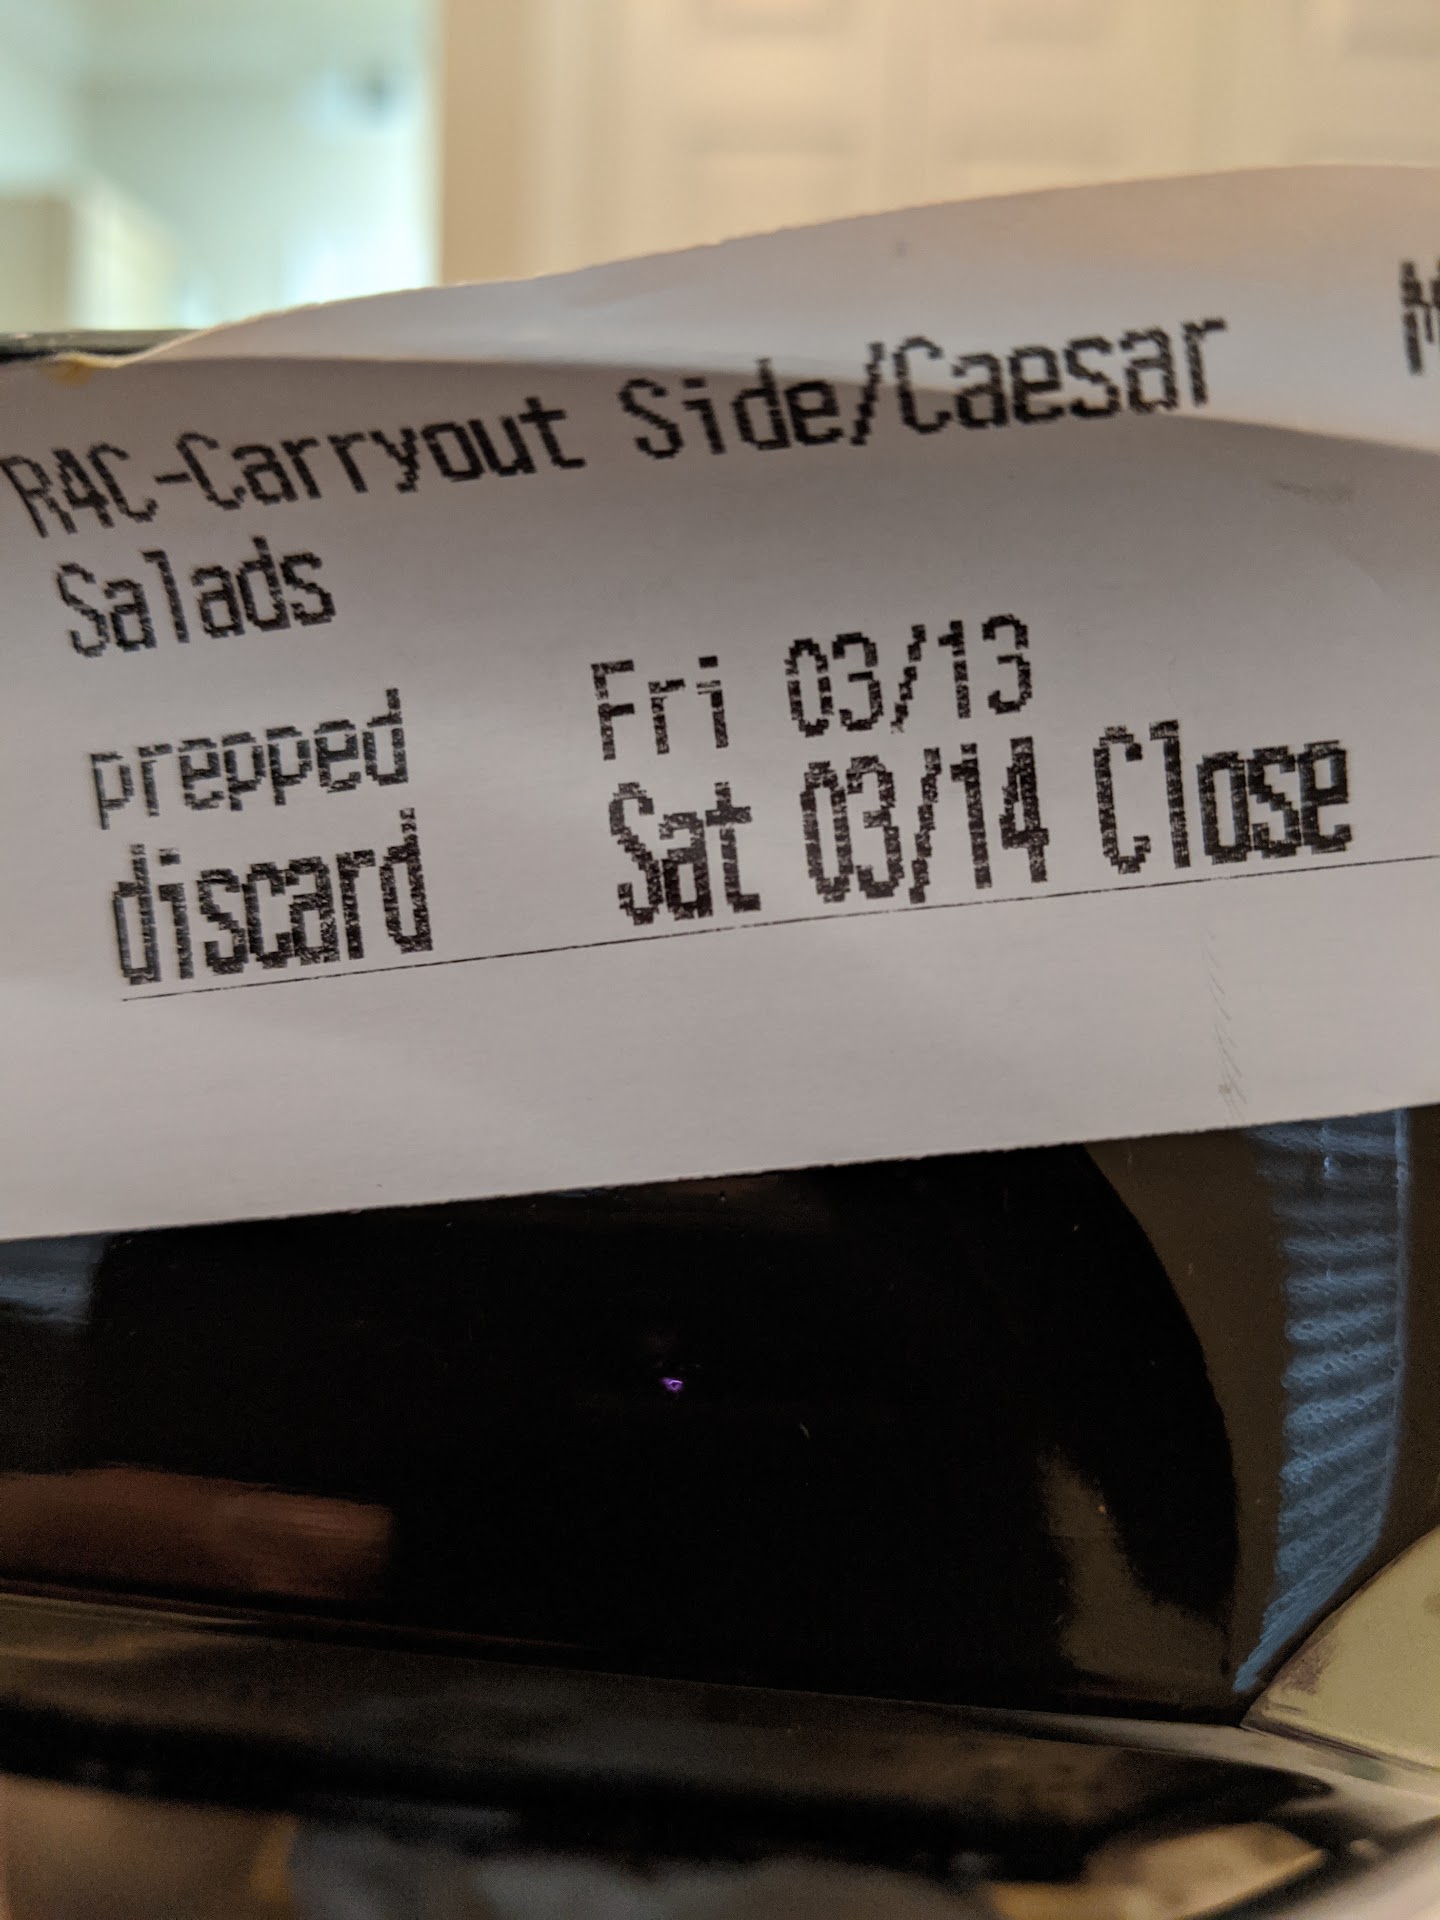 R4C-Carryout Side/Caesar
Salads
prepped Fri 03/13
discard Sat 03/14 Close